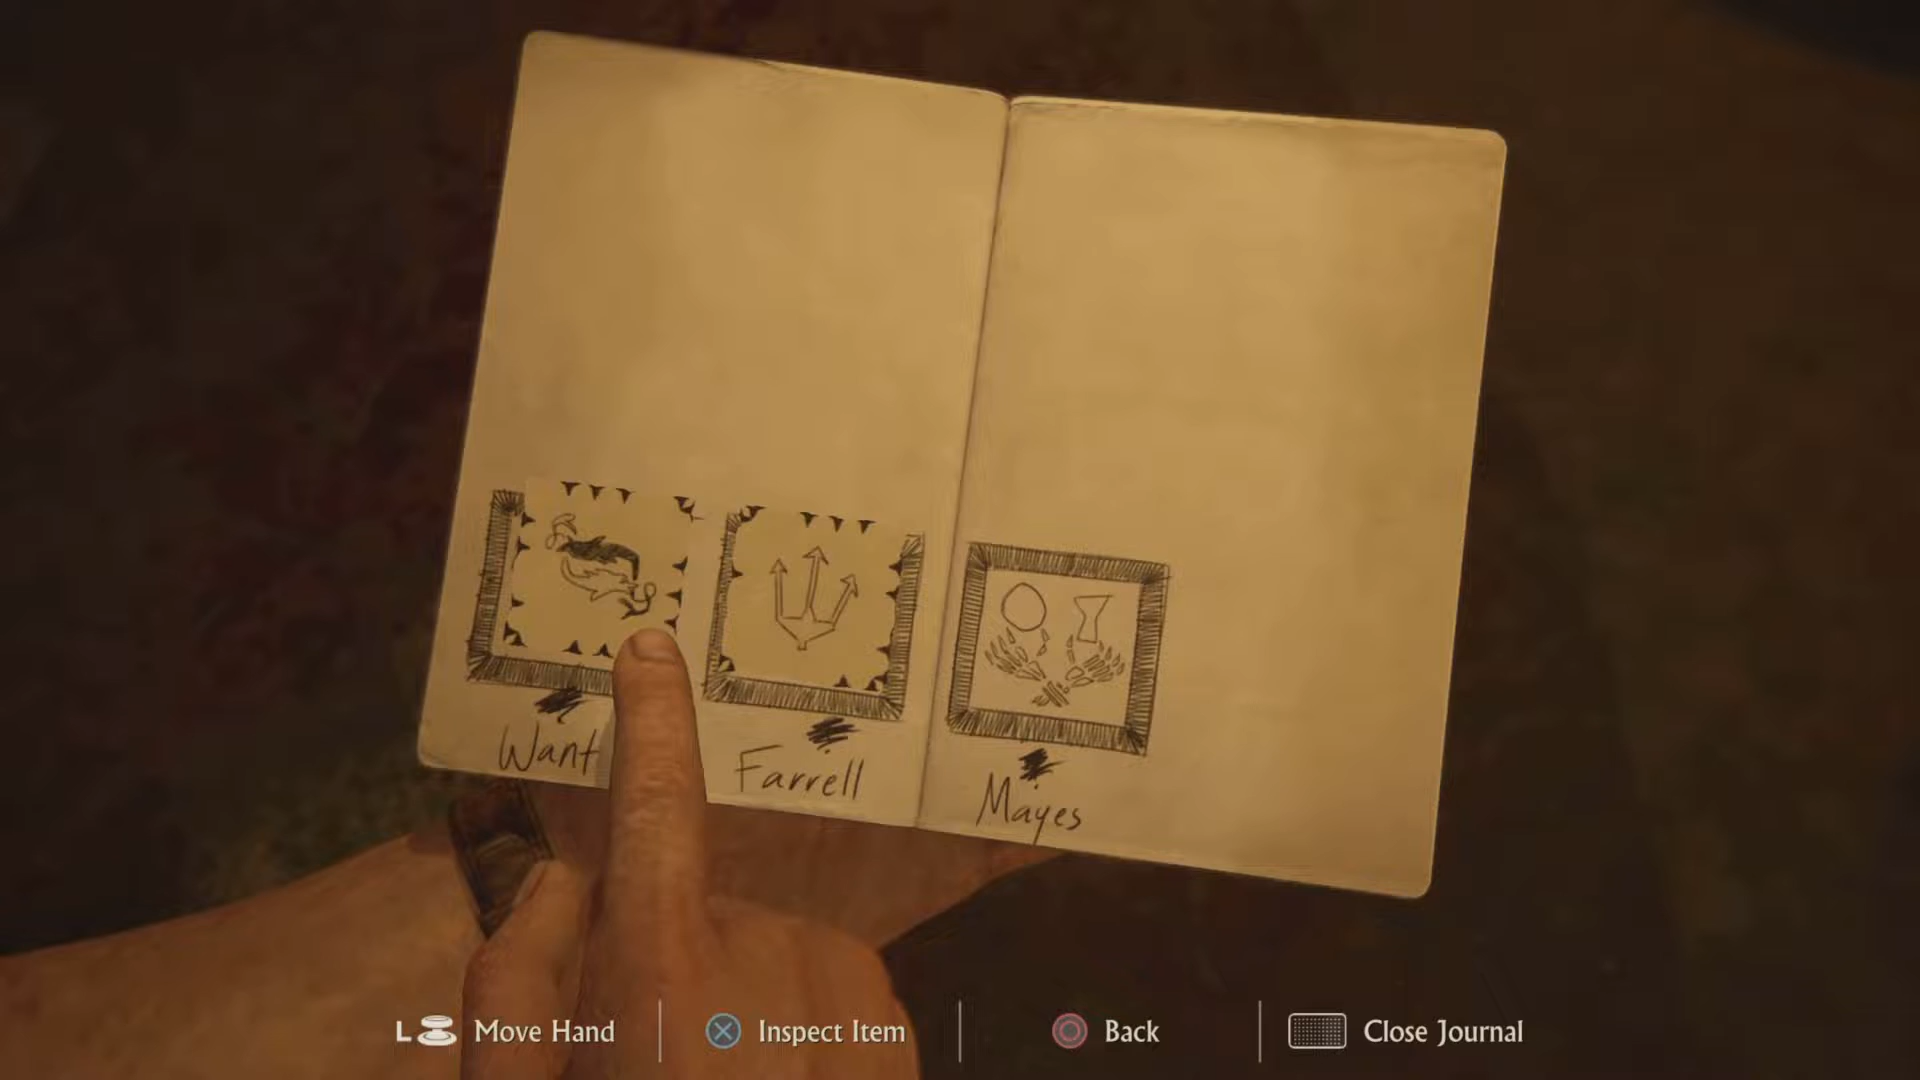 Want
Farrell
Mayes
L Move Hand
Inspect Item
Back
Close Journal